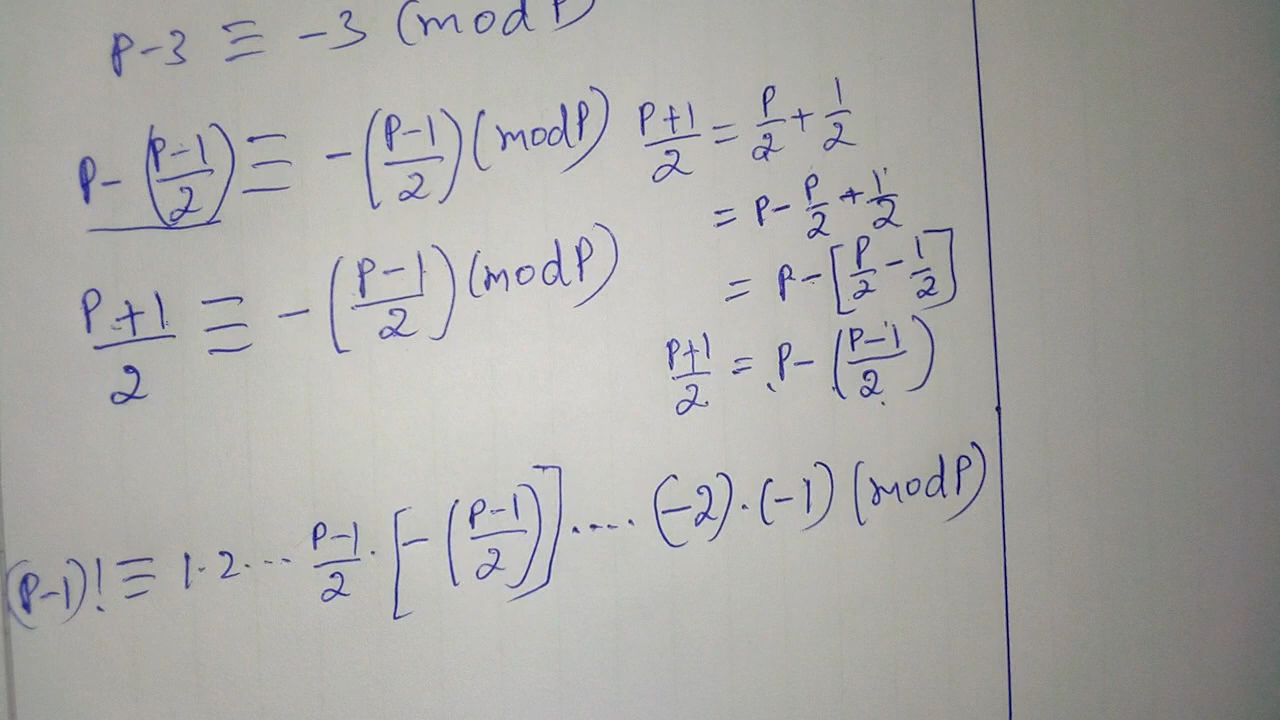 p-3 ≡ -3 (mod P)
p-(p-1/2) ≡ -(p-1/2)(mod P)
p+1/2 ≡ -(p-1/2)(mod P)
p+1/2 = p/2 + 1/2
= p - p/2 + 1/2
= p-[p/2 - 1/2]
p+1/2 = p-(p-1/2)
(p-1)! ≡ 1.2... p-1/2 . [-(p-1/2)]..... (-2).(-1) (mod P)